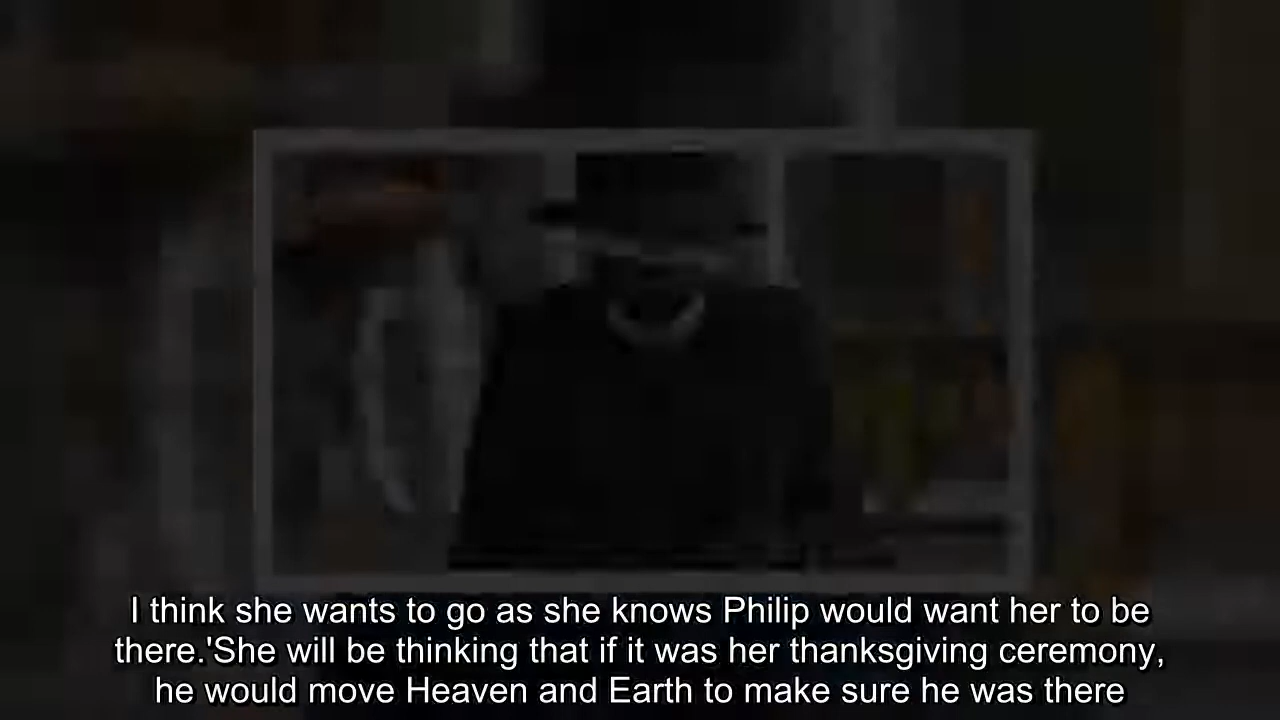 I think she wants to go as she knows Philip would want her to be
there.'She will be thinking that if it was her thanksgiving ceremony,
he would move Heaven and Earth to make sure he was there